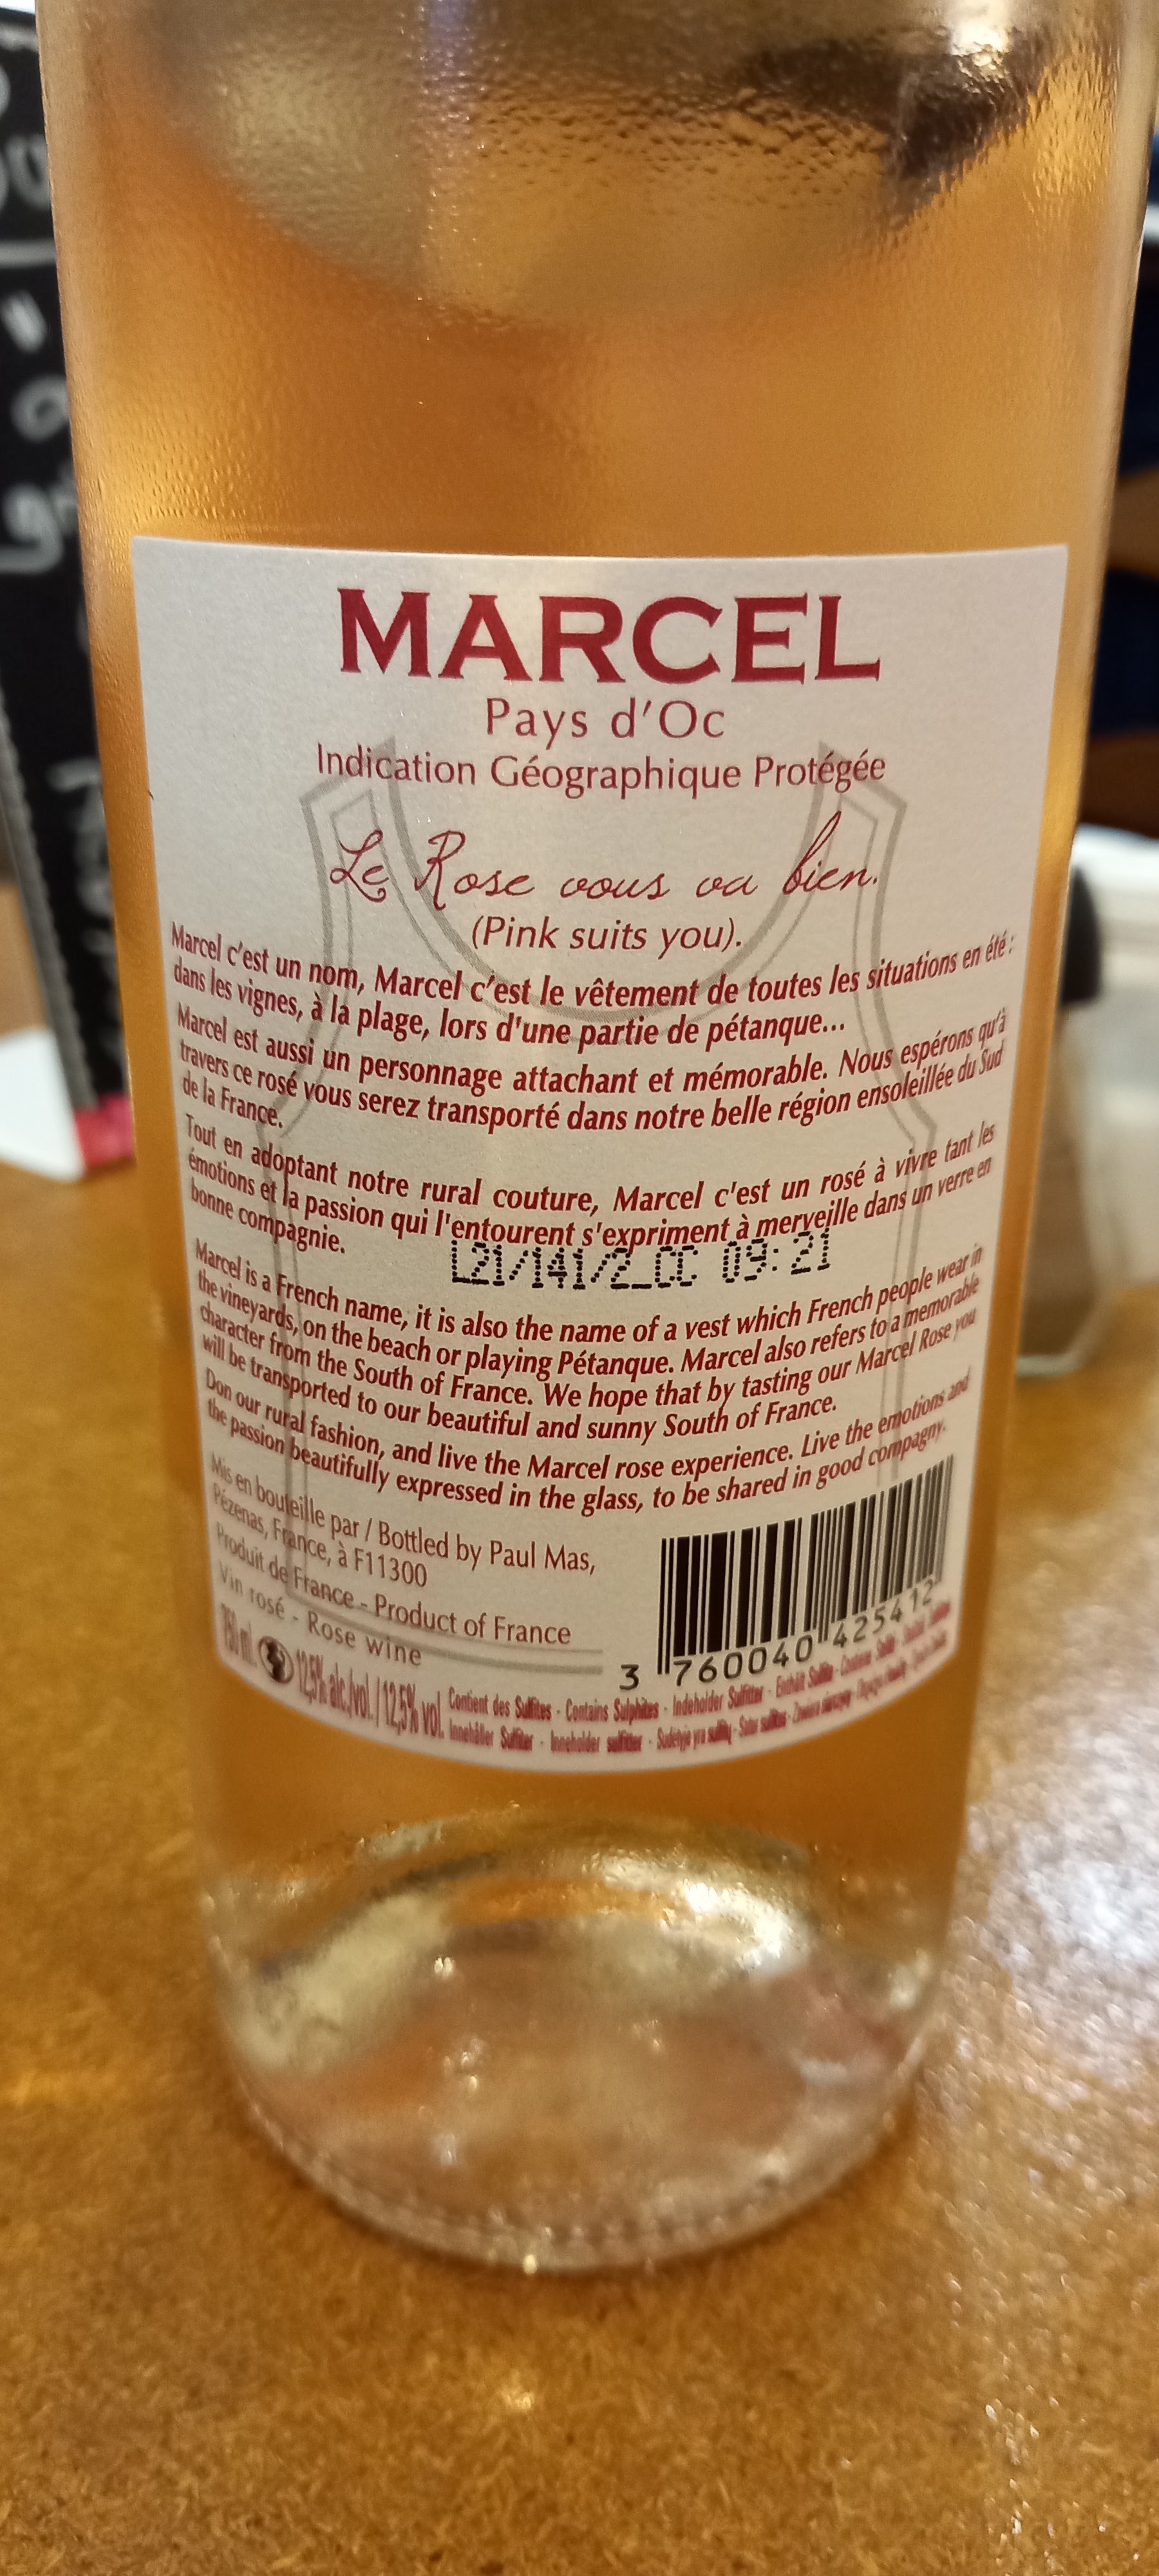 MARCEL
Pays d'Oc
Indication Géographique Protégée
Le Rose vous va bien.
(Pink suits you).
Marcel c'est un nom, Marcel c'est le vêtement de toutes les situations en été :
dans les vignes, à la plage, lors d'une partie de pétanque...
Marcel est aussi un personnage attachant et mémorable. Nous espérons qu'à
travers ce rosé vous serez transporté dans notre belle région ensoleillée du Sud
de la France.
Tout en adoptant notre rural couture, Marcel c'est un rosé à vivre tant les
émotions et la passion qui l'entourent s'expriment à merveille dans un verre en
bonne compagnie.
L21/141/2_CC 09:21
Marcel is a French name, it is also the name of a vest which French people wear in
the vineyards, on the beach or playing Pétanque. Marcel also refers to a memorable
character from the South of France. We hope that by tasting our Marcel Rose you
will be transported to our beautiful and sunny South of France.
Don our rural fashion, and live the Marcel rose experience. Live the emotions and
the passion beautifully expressed in the glass, to be shared in good compagny.
Mis en bouteille par / Bottled by Paul Mas,
Pézenas, France, à F11300
Produit de France - Product of France
Vin rosé - Rose wine
750 ml. 12,5% alc./vol. / 12,5% vol.
3 760040 425412
Contient des Sulfites - Contains Sulphites - Indeholder Sulfitter - Enthält Sulfite
Innehåller Sulfiter - Inneholder sulfitter - Sudėtyje yra sulfitų